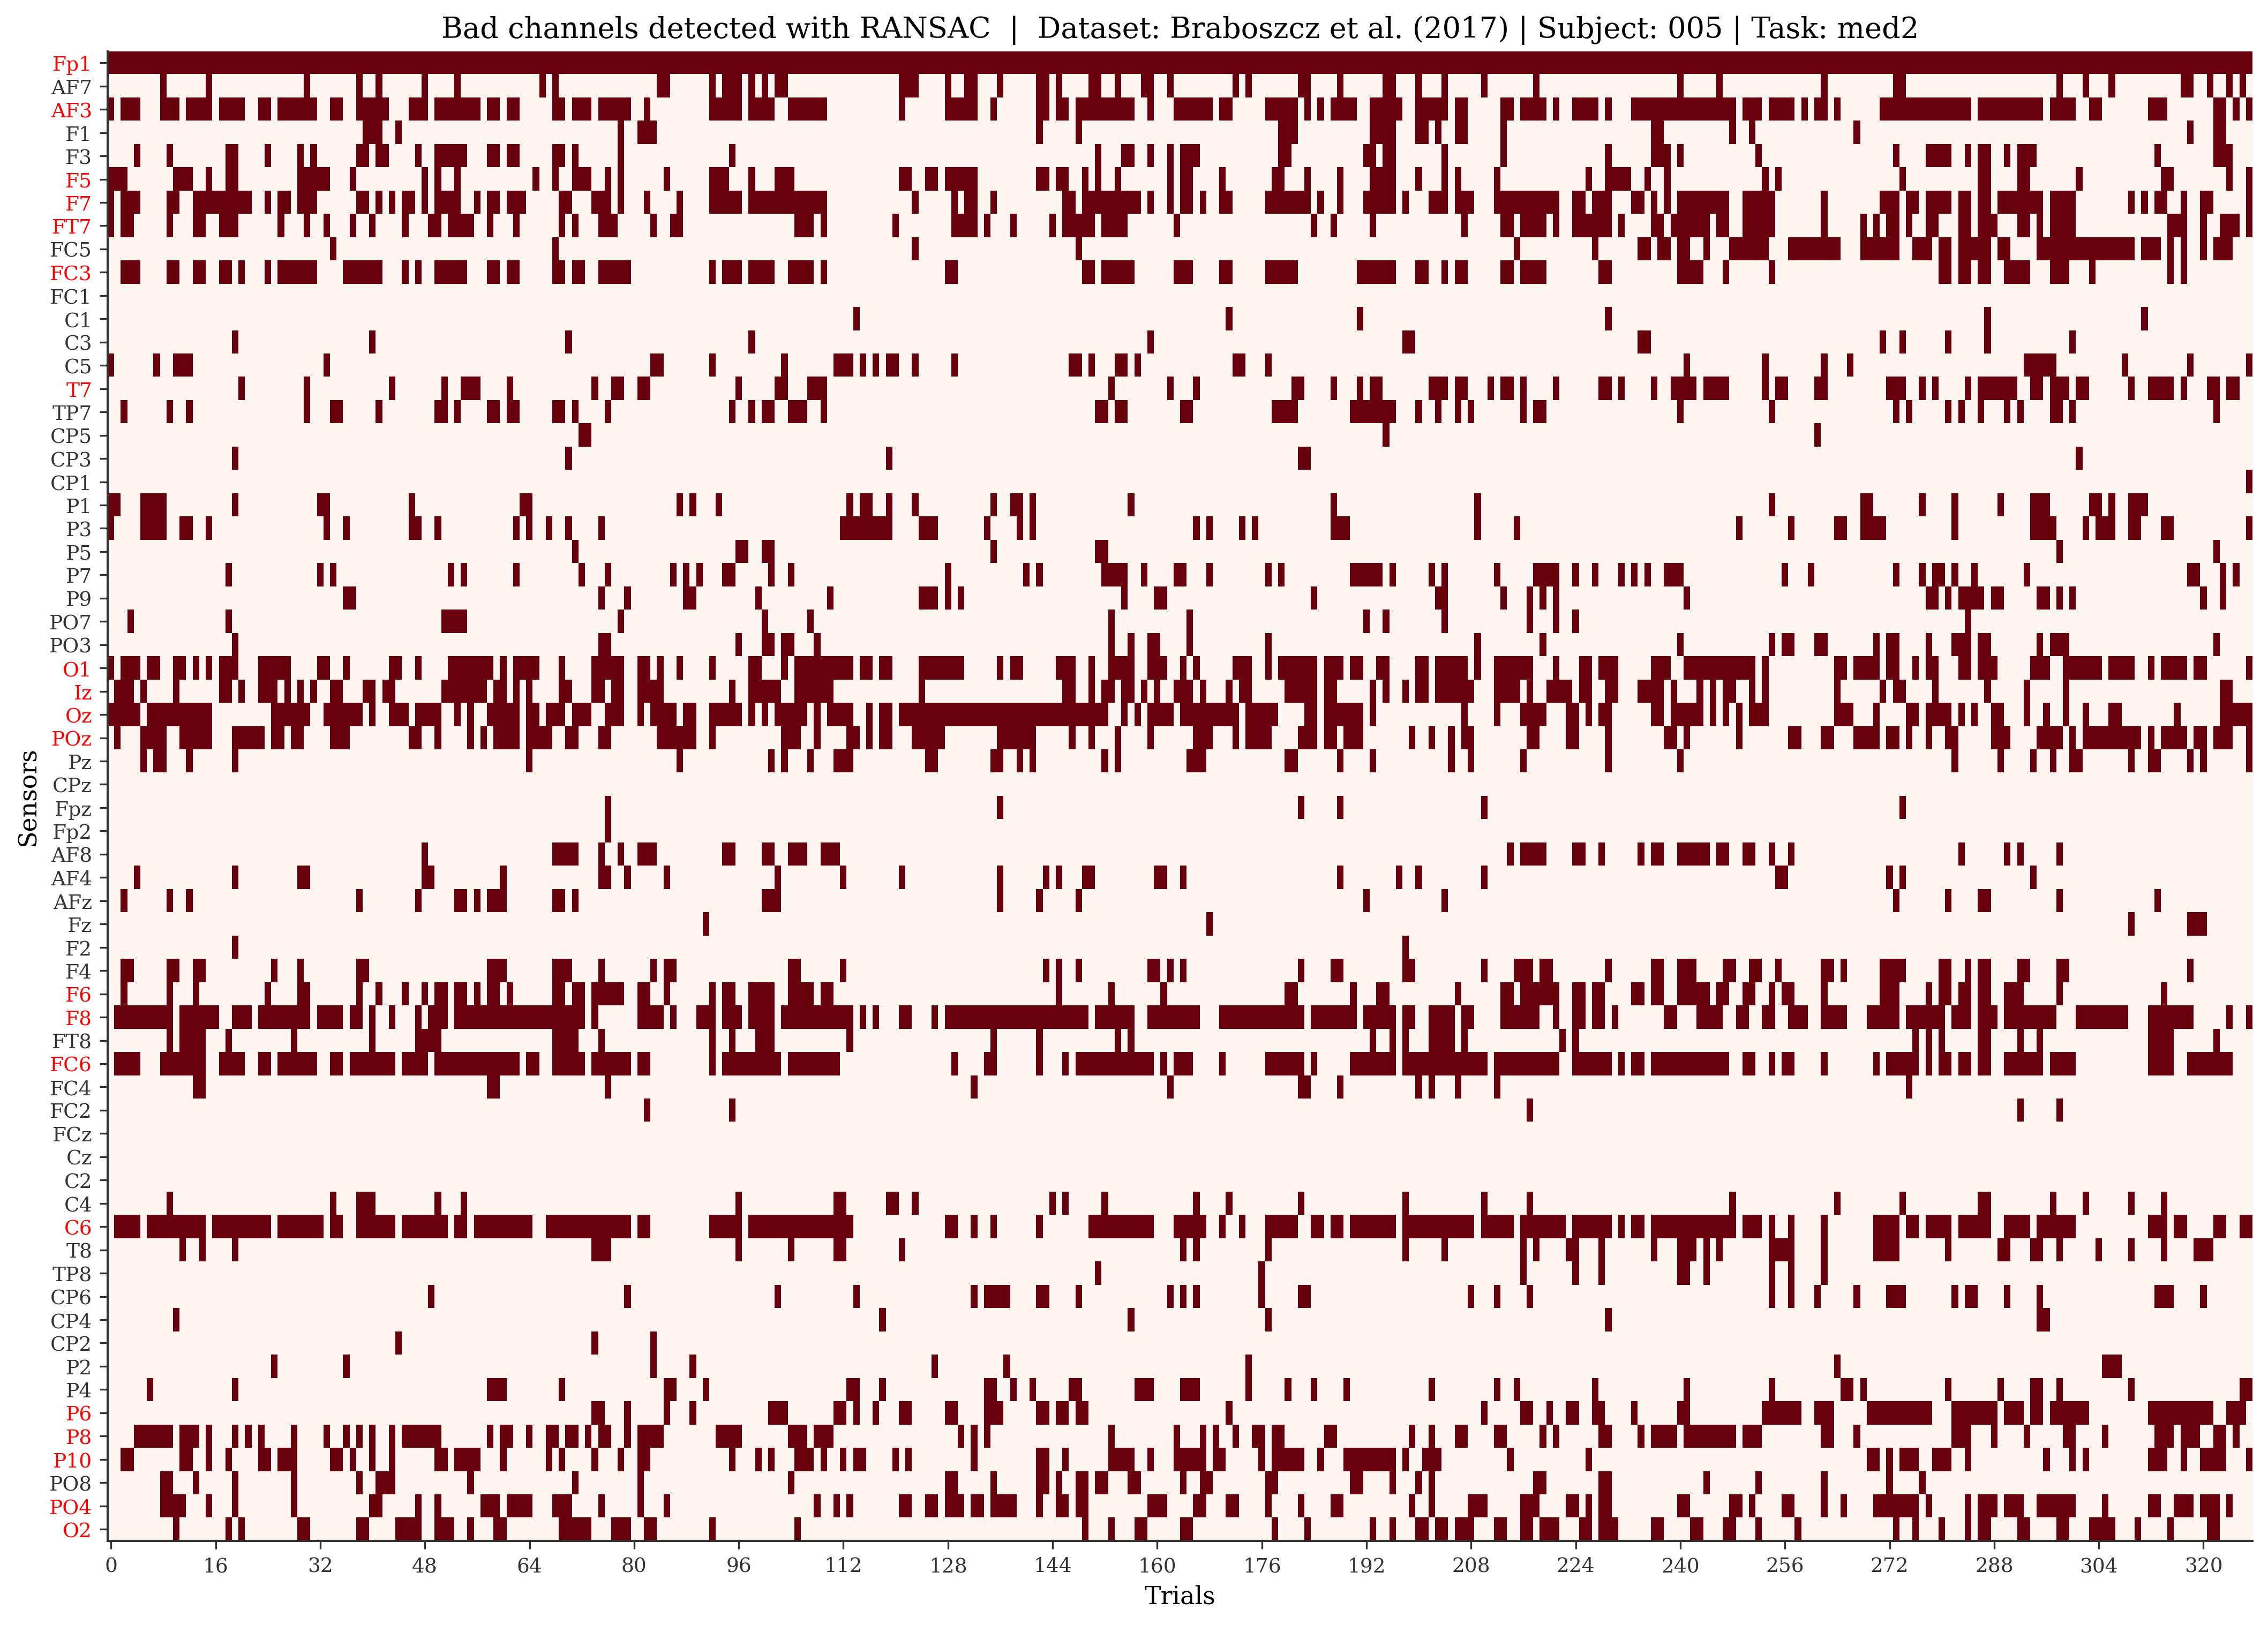 Bad channels detected with RANSAC | Dataset: Braboszcz et al. (2017) | Subject: 005 | Task: med2
Fp1
AF7
AF3
F1
F3
F5
F7
FT7
FC5
FC3
FC1
C1
C3
C5
T7
TP7
CP5
CP3
CP1
P1
P3
P5
P7
P9
PO7
PO3
O1
Iz
Oz
POz
Pz
CPz
Fpz
Fp2
AF8
AF4
AFz
Fz
F2
F4
F6
F8
FT8
FC6
FC4
FC2
FCz
Cz
C2
C4
C6
T8
TP8
CP6
CP4
CP2
P2
P4
P6
P8
P10
PO8
PO4
O2
Sensors
0 16 32 48 64 80 96 112 128 144 160 176 192 208 224 240 256 272 288 304 320
Trials